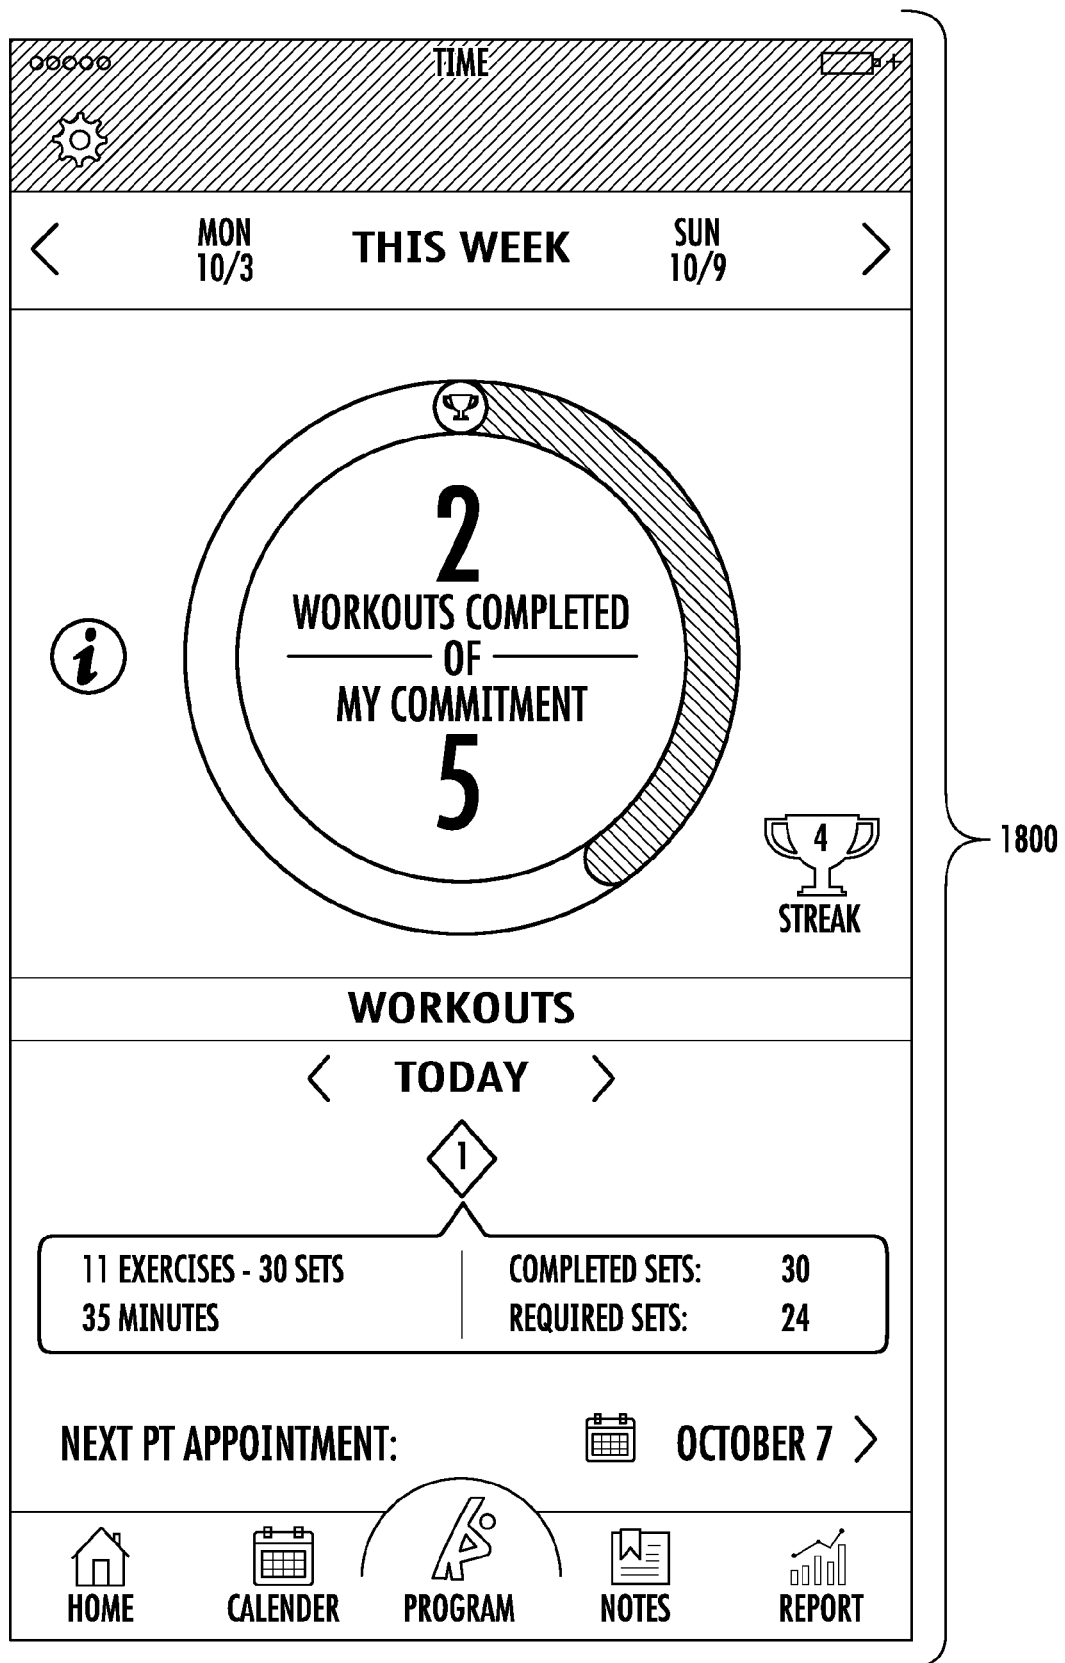 TIME
MON THIS WEEK SUN
10/3 10/9
2
WORKOUTS COMPLETED
OF
MY COMMITMENT
5
i
4
STREAK
1800
WORKOUTS
TODAY
1
11 EXERCISES - 30 SETS
35 MINUTES
COMPLETED SETS: 30
REQUIRED SETS: 24
NEXT PT APPOINTMENT: OCTOBER 7
HOME CALENDER PROGRAM NOTES REPORT